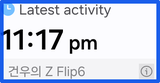 Latest activity
11:17 pm
건우의 Z Flip6